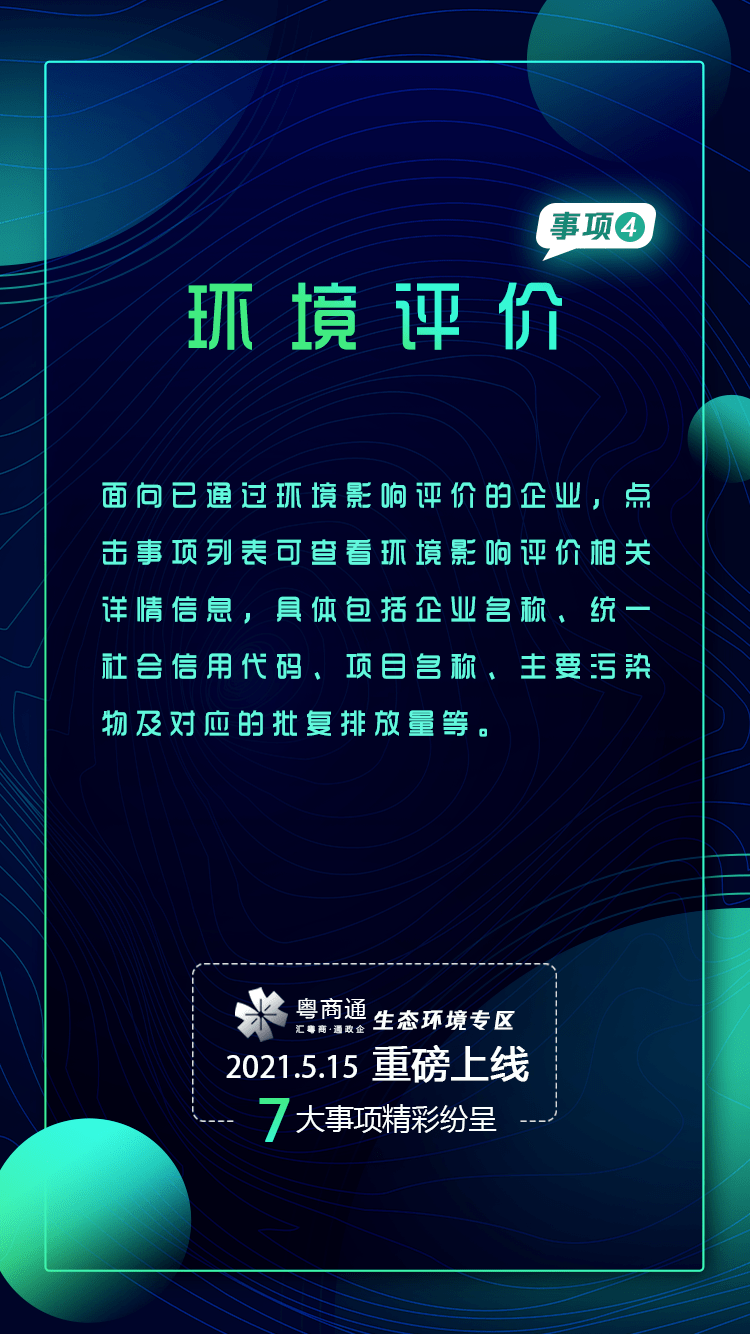 事项4
环境评价
面向已通过环境影响评价的企业，点
击事项列表可查看环境影响评价相关
详情信息，具体包括企业名称、统一
社会信用代码、项目名称、主要污染
物及对应的批复排放量等。
粤商通 生态环境专区
汇粤商·通政企
2021.5.15 重磅上线
7大事项精彩纷呈